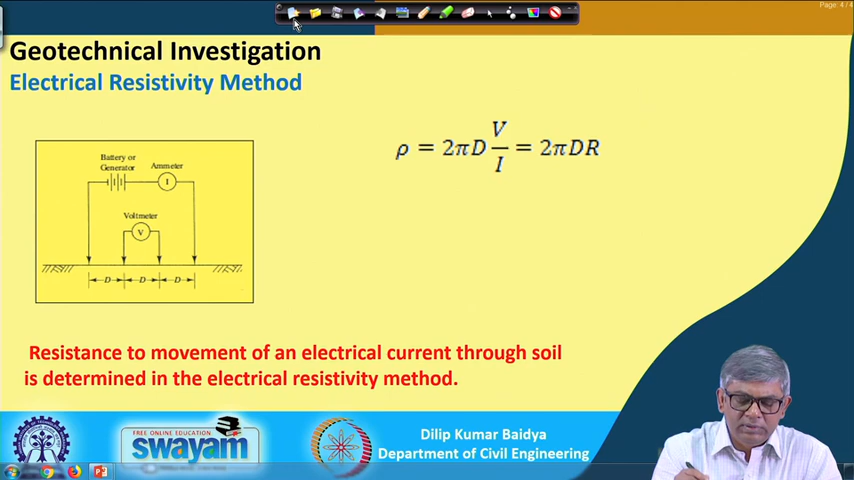 Page: 4 / 4
Geotechnical Investigation
Electrical Resistivity Method
Battery or
Generator
Ammeter
I
Voltmeter
V
D D D
ρ = 2πD V/I = 2πDR
Resistance to movement of an electrical current through soil
is determined in the electrical resistivity method.
FREE ONLINE EDUCATION
swayam
Dilip Kumar Baidya
Department of Civil Engineering